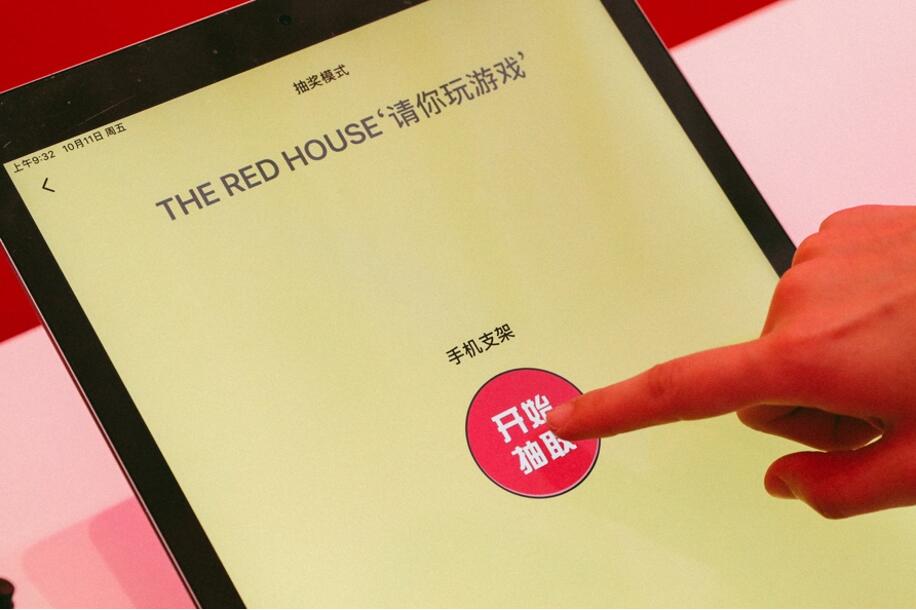 抽奖模式
上午9:32 10月11日 周五
THE RED HOUSE‘请你玩游戏’
手机支架
开始
抽取